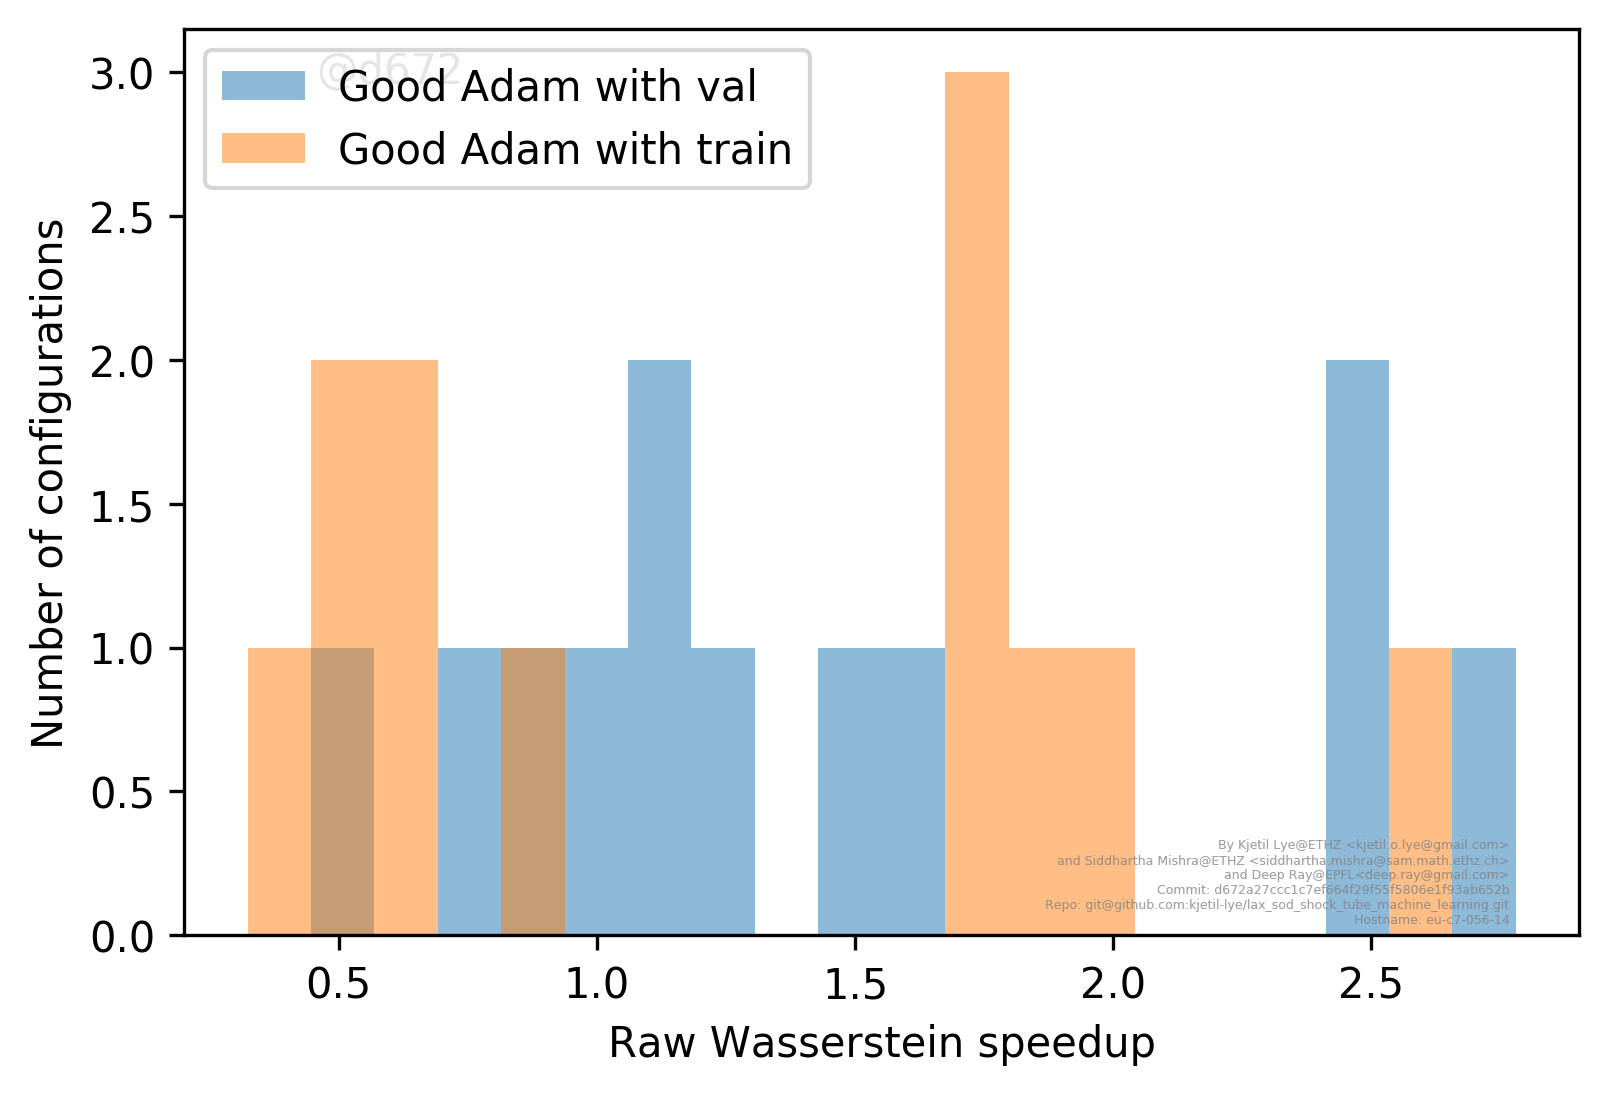 @d672
Good Adam with val
Good Adam with train
3.0
2.5
2.0
1.5
1.0
0.5
0.0
Number of configurations
0.5 1.0 1.5 2.0 2.5
Raw Wasserstein speedup
By Kjetil Lye@ETHZ <kjetil.o.lye@gmail.com>
and Siddhartha Mishra@ETHZ <siddhartha.mishra@sam.math.ethz.ch>
and Deep Ray@EPFL<deep.ray@gmail.com>
Commit: d672a27ccc1c7ef664f29f55f5806e1f93ab652b
Repo: git@github.com:kjetil-lye/lax_sod_shock_tube_machine_learning.git
Hostname: eu-c7-056-14